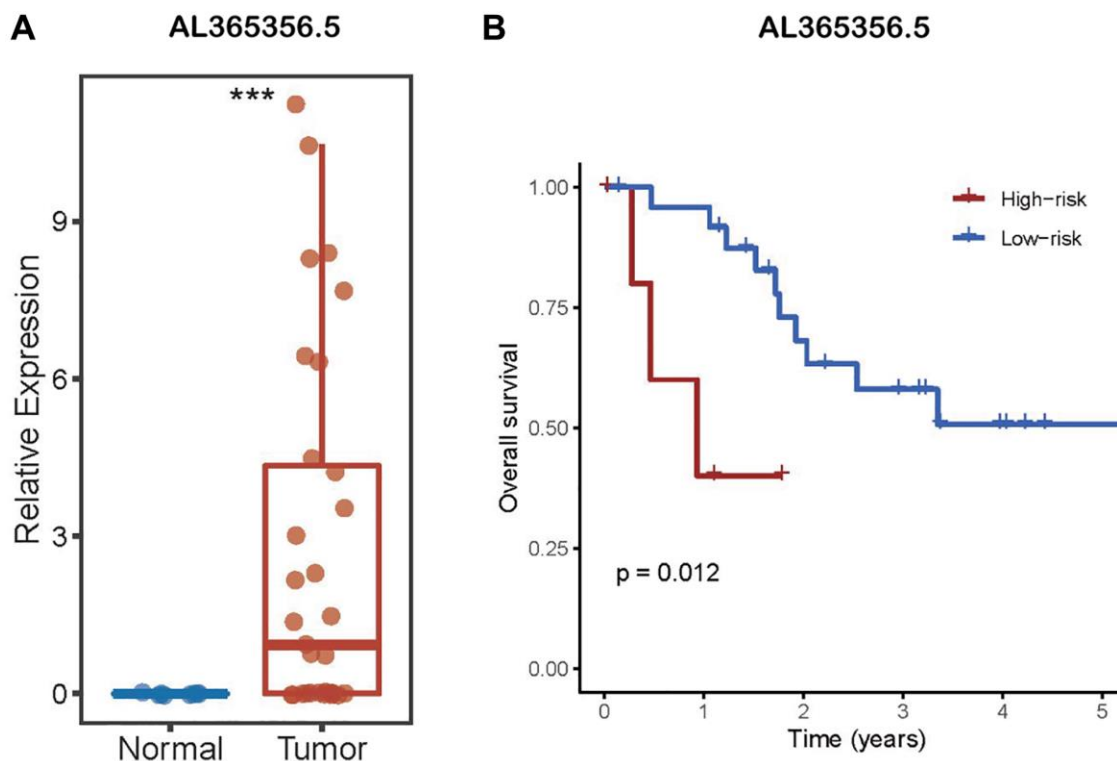 A
AL365356.5
***
Relative Expression
9
6
3
0
Normal Tumor
B
AL365356.5
High-risk
Low-risk
Overall survival
1.00
0.75
0.50
0.25
0.00
p = 0.012
0 1 2 3 4 5
Time (years)